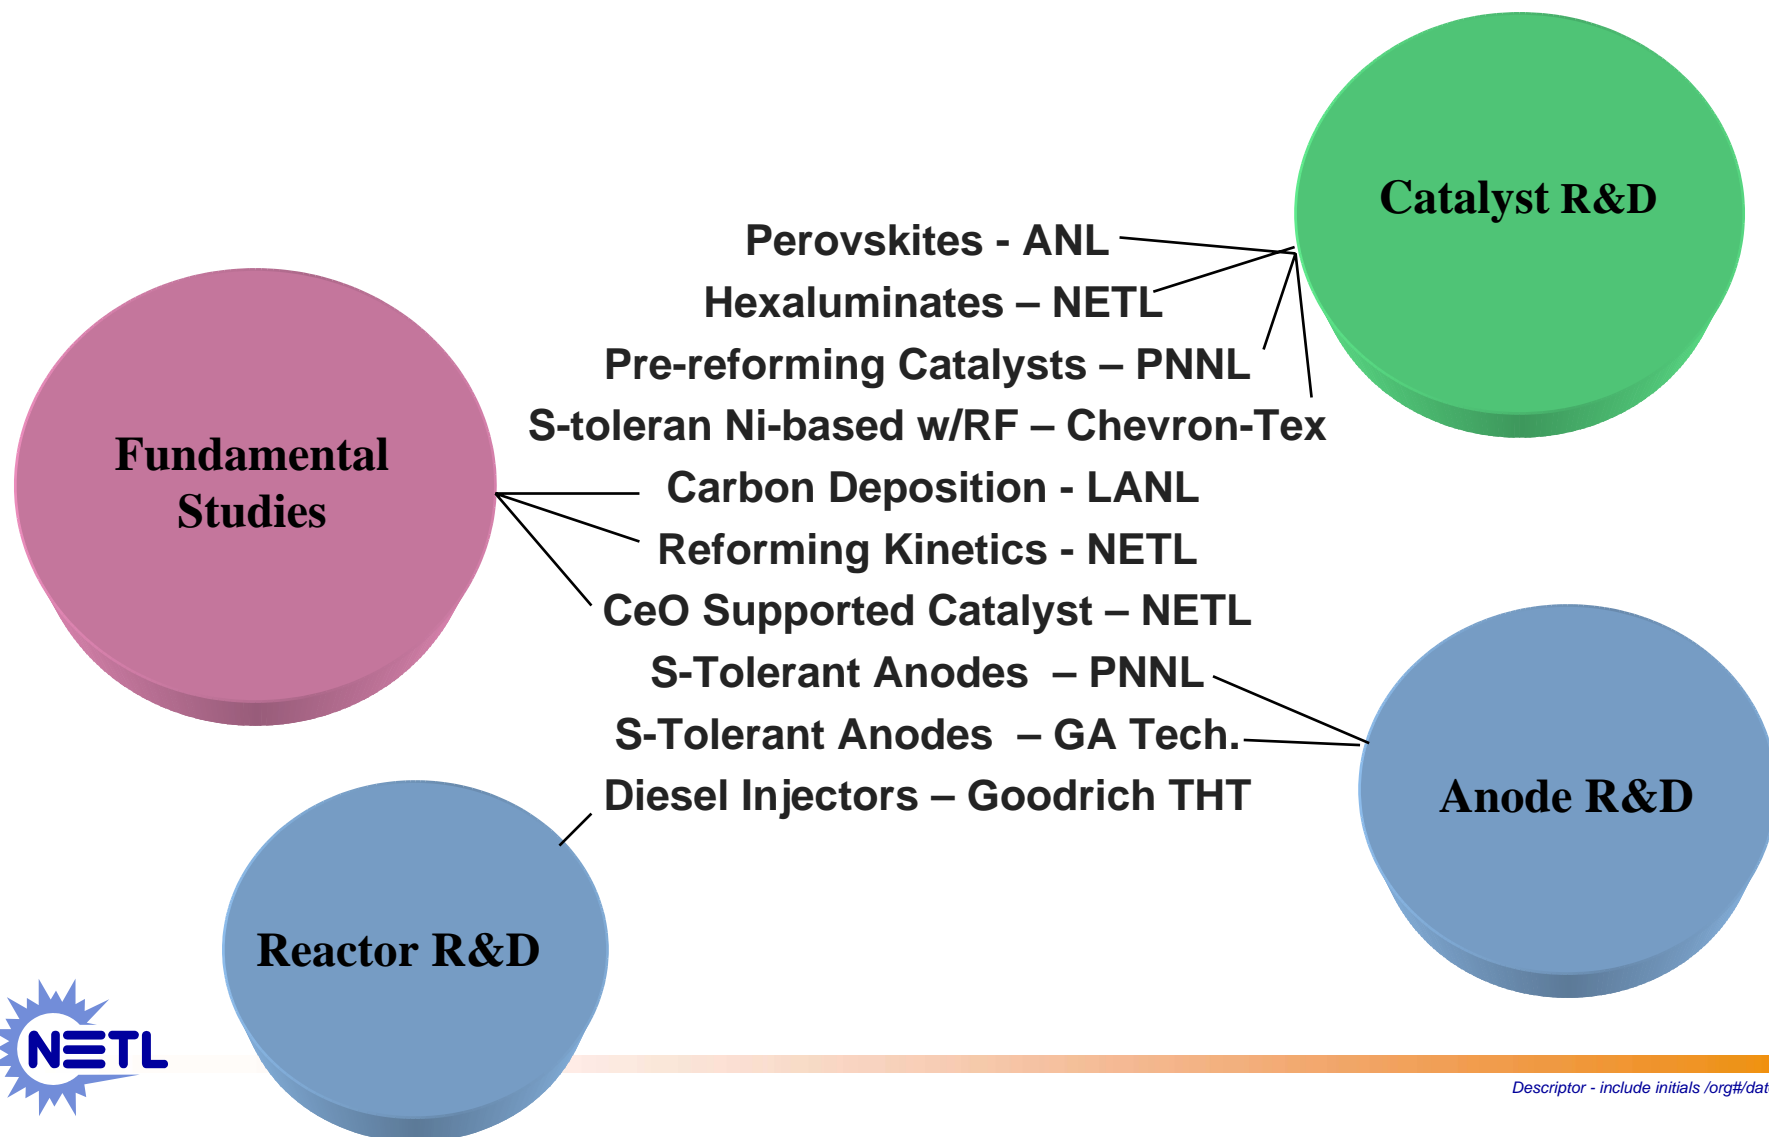 Catalyst R&D
Perovskites - ANL
Hexaluminates – NETL
Pre-reforming Catalysts – PNNL
S-toleran Ni-based w/RF – Chevron-Tex
Fundamental
Studies
Carbon Deposition - LANL
Reforming Kinetics - NETL
CeO Supported Catalyst – NETL
S-Tolerant Anodes – PNNL
S-Tolerant Anodes – GA Tech.
Diesel Injectors – Goodrich THT
Anode R&D
Reactor R&D
NETL
Descriptor - include initials /org#/dat